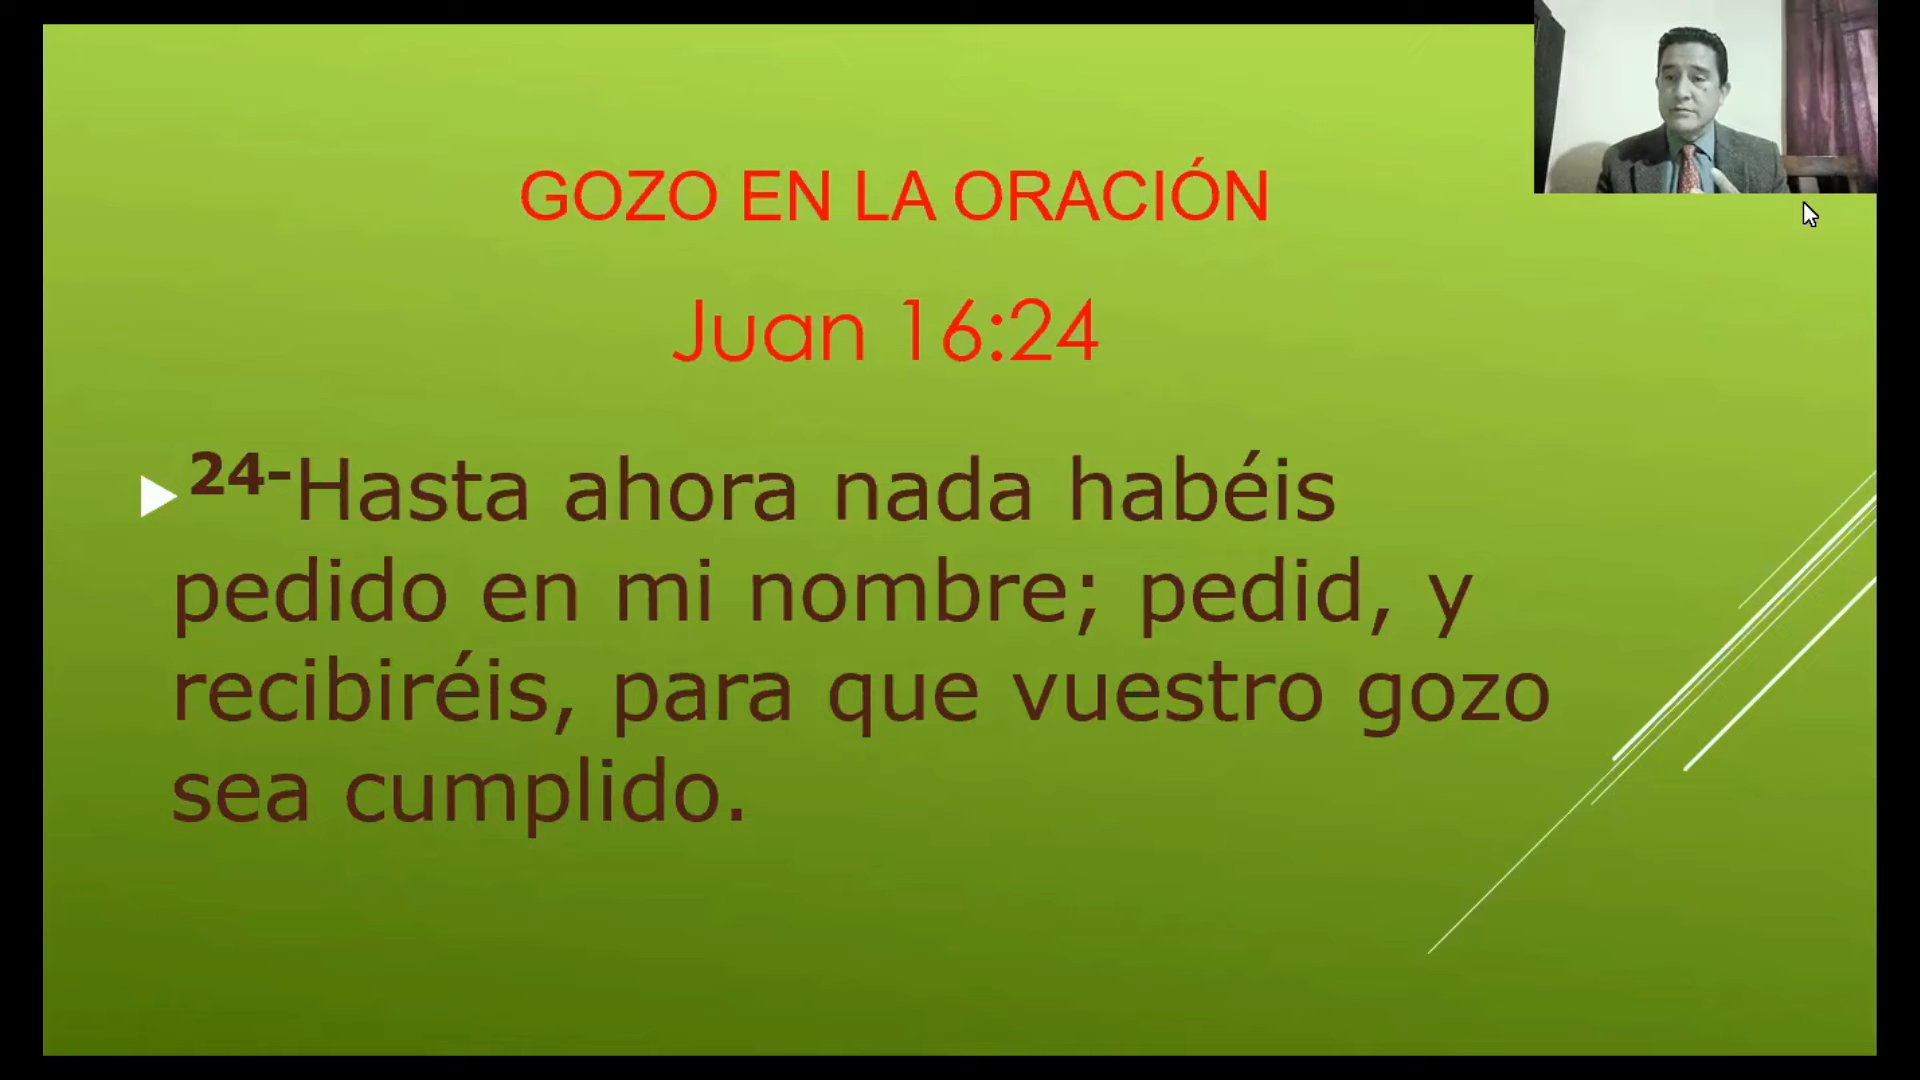 GOZO EN LA ORACIÓN
Juan 16:24
24-Hasta ahora nada habéis
pedido en mi nombre; pedid, y
recibiréis, para que vuestro gozo
sea cumplido.